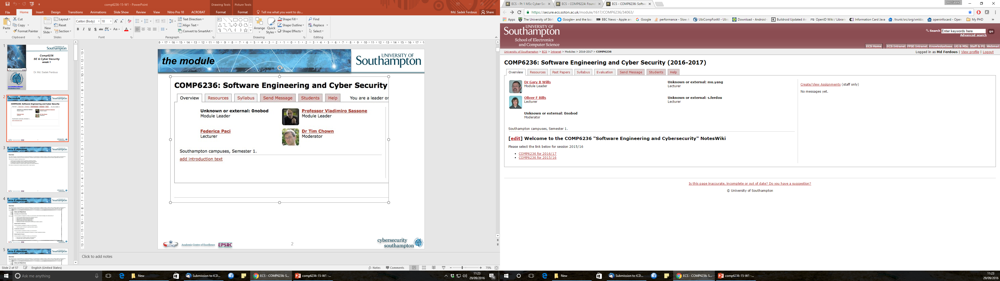 comp6236-15-W1 - PowerPoint
Drawing Tools
Picture Tools
File
Home
Insert
Design
Transitions
Animations
Slide Show
Review
View
Nitro Pro 10
ACROBAT
Format
Format
Tell me what you want to do...
Md. Sadek Ferdous
Share
Paste
Cut
Copy
Format Painter
Clipboard
New Slide
Layout
Reset
Section
Slides
Calibri (Body)
18
Font
Text Direction
Align Text
Convert to SmartArt
Paragraph
Arrange
Quick Styles
Shape Fill
Shape Outline
Shape Effects
Drawing
Find
Replace
Select
Editing
1
UNIVERSITY OF
Southampton
Comp6236
SE & Cyber Security
week 1
Dr. Md. Sadek Ferdous
2
3
aims & objectives
4
aims & objectives
5
aims & objectives
the module
UNIVERSITY OF
Southampton
COMP6236: Software Engineering and Cyber Security
Overview
Resources
Syllabus
Send Message
Students
Help
You are a leader or
Unknown or external: 0nobod
Module Leader
Professor Vladimiro Sassone
Module Leader
Federica Paci
Lecturer
Dr Tim Chown
Moderator
Southampton campuses, Semester 1.
add introduction text
GCHQ
Academic Centre of Excellence
EPSRC
2
cybersecurity
southampton
Click to add notes
Slide 2 of 57
English (United States)
Notes
Comments
75%
Ask me anything
New
Submission to ICD...
ECS - COMP6236: S...
comp6236-15-W1 -...
11:23
29/09/2016
ECS - Pt 1 MSc Cyber Se
ECS - COMP6224: Found
ECS - COMP6236: Softwa
Md Sadek
https://secure.ecs.soton.ac.uk/module/1617/COMP6236/34063/
Apps
The University of Stirli
Google+ and the loss
BBC News - Apple an
Google
performance - Slow A
UbiCompForAll - Ubi
Download - Android-
Buildroid Updated An
OpenID Wiki / Librari
Information Card Java
/trunk/src/org/xmlda
openinfocard - Open
My PHD
UNIVERSITY OF
Southampton
School of Electronics
and Computer Science
Search
Enter keywords here
go
Advanced search
ECS Home
ECS Intranet
FPSE Intranet
Knowledgebase
UG & MSc
Staff & PG
Webmail
University of Southampton > ECS > Intranet > Modules > 2016-2017 > COMP6236
Logged in as Md Ferdous | View profile | Logout
COMP6236: Software Engineering and Cyber Security (2016-2017)
Overview
Resources
Past Papers
Syllabus
Evaluation
Send Message
Students
Help
Dr Gary B Wills
Module Leader
Unknown or external: mu.yang
Lecturer
Oliver F Bills
Lecturer
Unknown or external: s.ferdou
Lecturer
Unknown or external: 0nobod
Moderator
Create/View Assignments (staff only)
No messages yet.
Southampton campuses, Semester 1.
[edit] Welcome to the COMP6236 "Software Engineering and Cybersecurity" NotesWiki
Please select the link below for session 2015/16
COMP6236 for 2016/17
COMP6236 for 2015/16
Is this page inaccurate, incomplete or out of date? Do you have a suggestion?
© University of Southampton
New
Submission to ICD...
ECS - COMP6236: S...
comp6236-15-W1 -...
11:23
29/09/2016